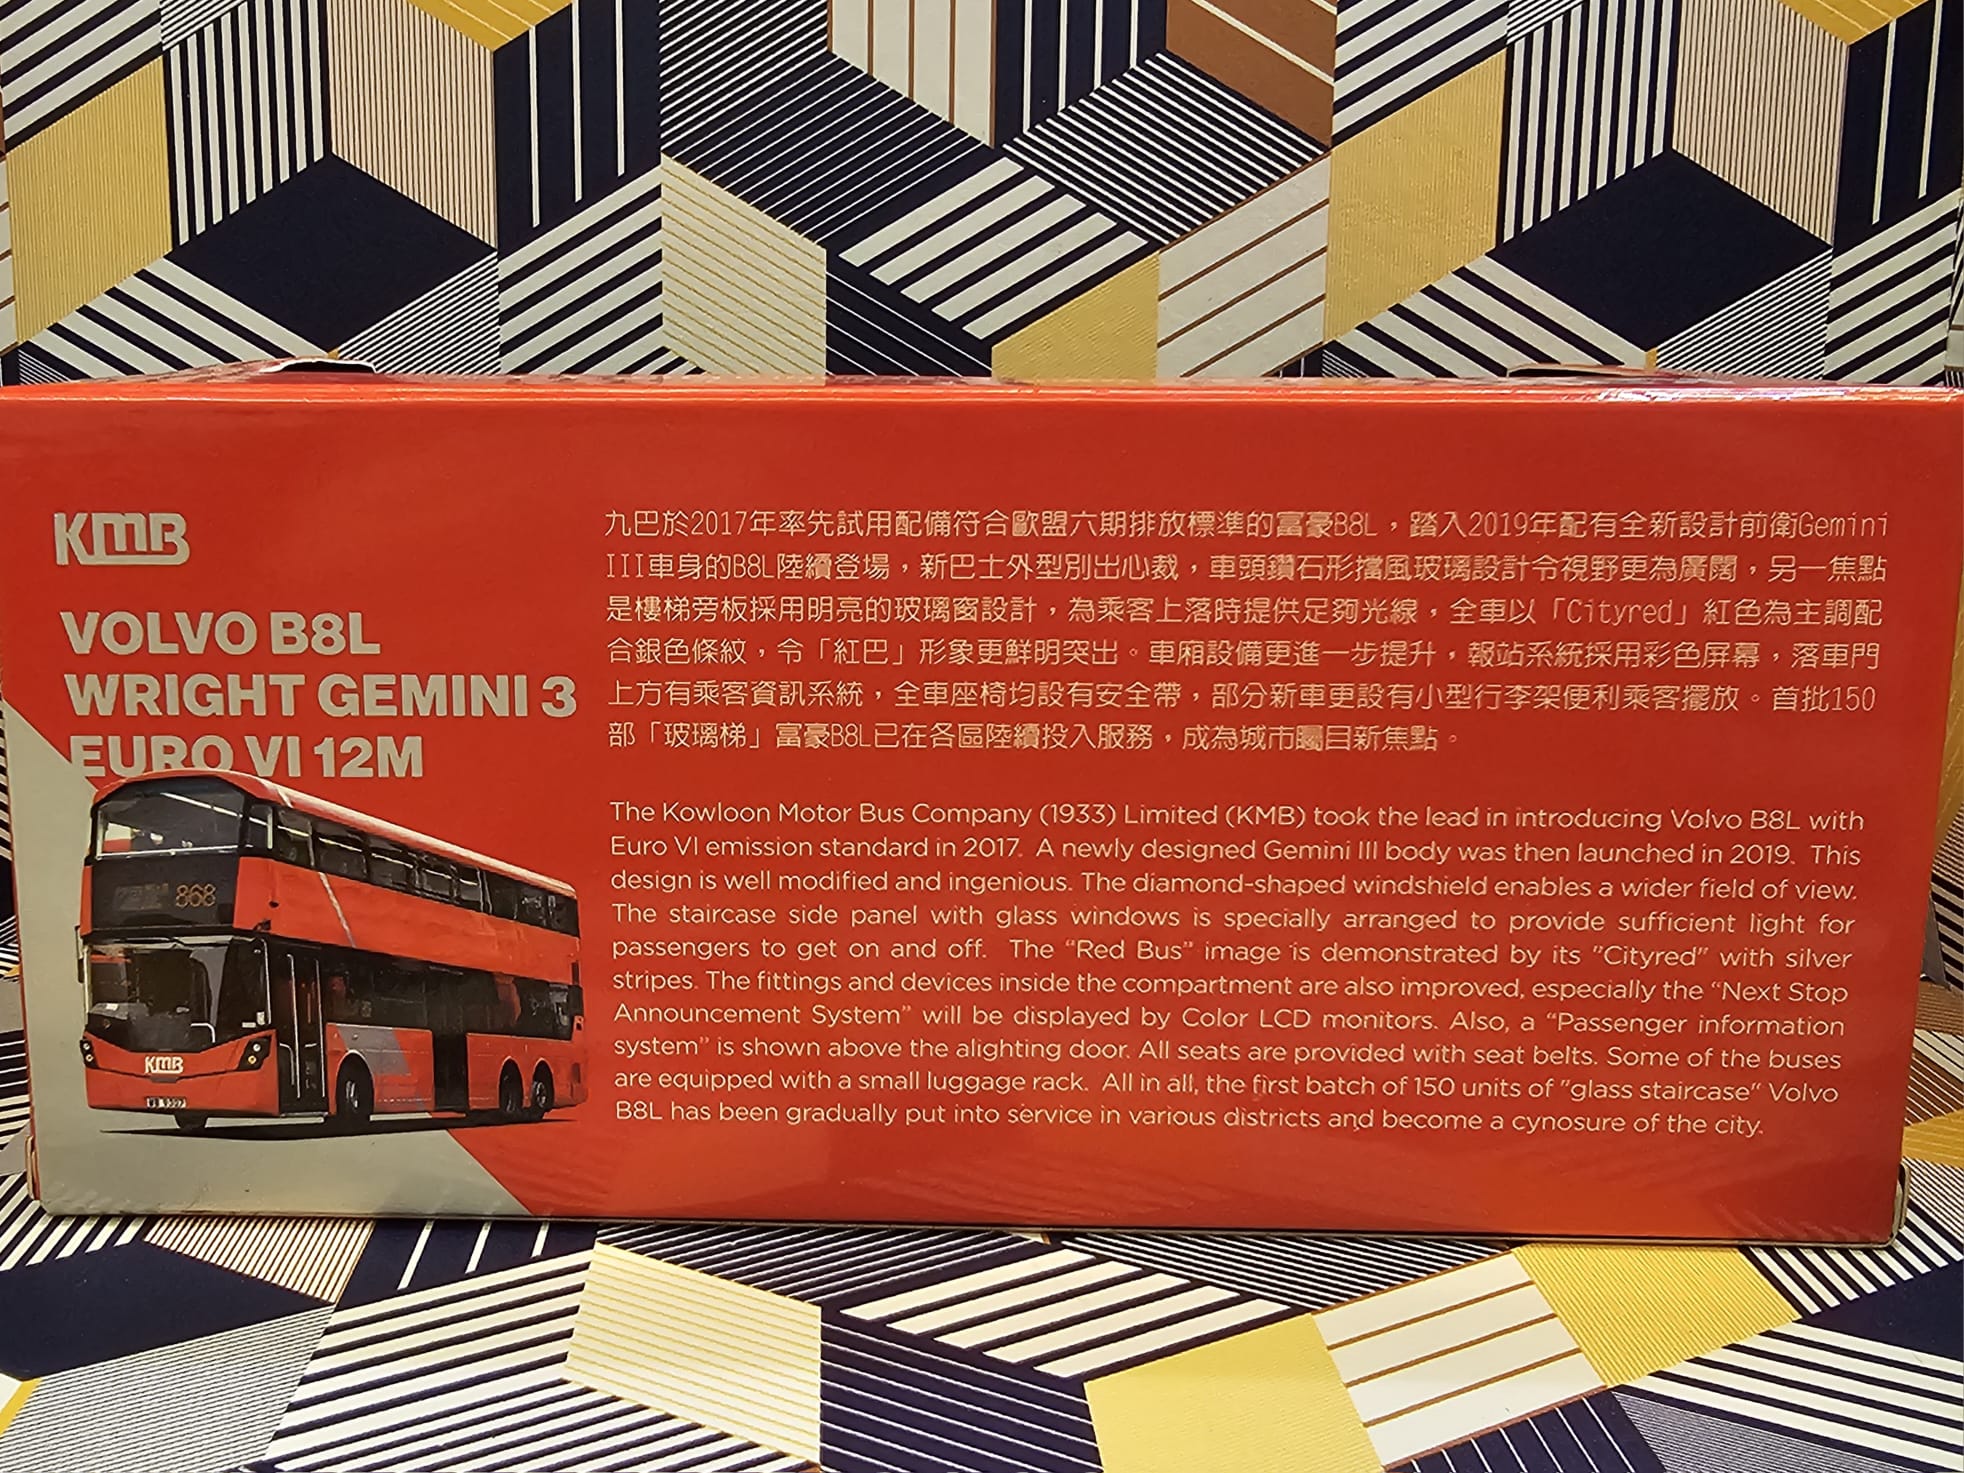 KMB
VOLVO B8L
WRIGHT GEMINI 3
EURO VI 12M
868
KMB
九巴於2017年率先試用配備符合歐盟六期排放標準的富豪B8L，踏入2019年配有全新設計前衛Gemini
III車身的B8L陸續登場，新巴士外型別出心裁，車頭鑽石形擋風玻璃設計令視野更為廣闊，另一焦點
是樓梯旁板採用明亮的玻璃窗設計，為乘客上落時提供足夠光線，全車以「Cityred」紅色為主調配
合銀色條紋，令「紅巴」形象更鮮明突出。車廂設備更進一步提升，報站系統採用彩色屏幕，落車門
上方有乘客資訊系統，全車座椅均設有安全帶，部分新車更設有小型行李架便利乘客擺放。首批150
部「玻璃梯」富豪B8L已在各區陸續投入服務，成為城市矚目新焦點。
The Kowloon Motor Bus Company (1933) Limited (KMB) took the lead in introducing Volvo B8L with
Euro VI emission standard in 2017. A newly designed Gemini III body was then launched in 2019. This
design is well modified and ingenious. The diamond-shaped windshield enables a wider field of view.
The staircase side panel with glass windows is specially arranged to provide sufficient light for
passengers to get on and off. The “Red Bus” image is demonstrated by its "Cityred" with silver
stripes. The fittings and devices inside the compartment are also improved, especially the “Next Stop
Announcement System” will be displayed by Color LCD monitors. Also, a “Passenger information
system” is shown above the alighting door. All seats are provided with seat belts. Some of the buses
are equipped with a small luggage rack. All in all, the first batch of 150 units of "glass staircase" Volvo
B8L has been gradually put into service in various districts and become a cynosure of the city.